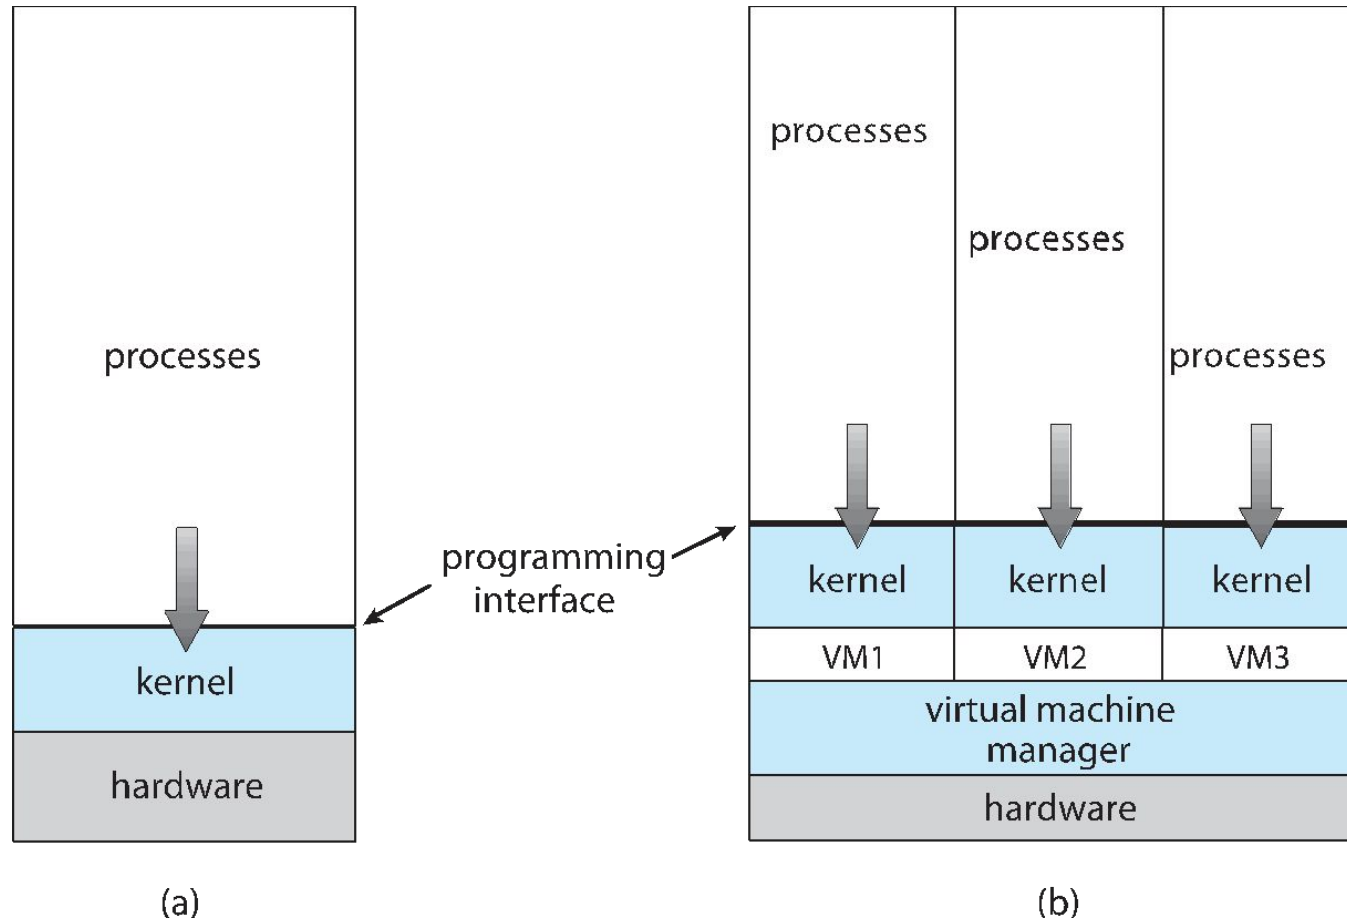 processes
kernel
hardware
(a)
programming
interface
processes
processes
processes
kernel
kernel
kernel
VM1
VM2
VM3
virtual machine
manager
hardware
(b)